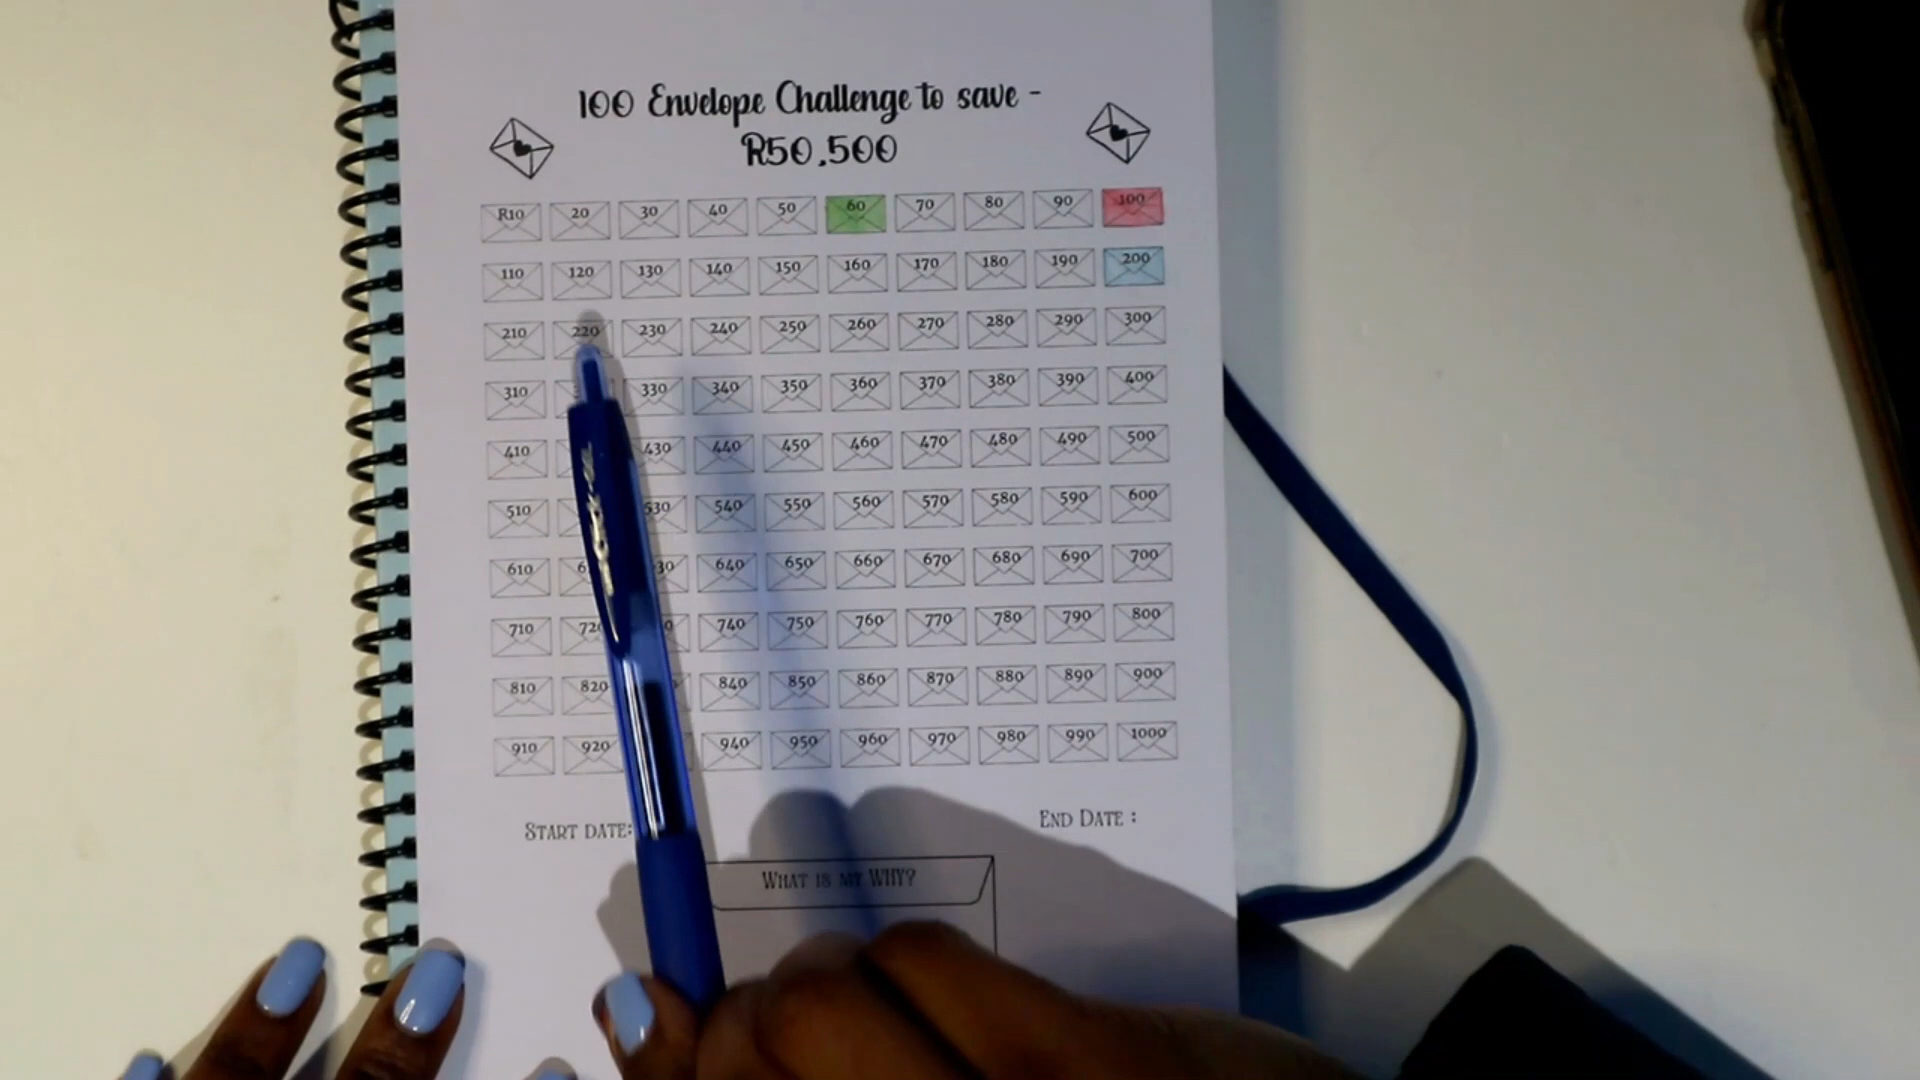 100 Envelope Challenge to save -
R50,500
R10 20 30 40 50 60 70 80 90 100
110 120 130 140 150 160 170 180 190 200
210 220 230 240 250 260 270 280 290 300
310 330 340 350 360 370 380 390 400
410 430 440 450 460 470 480 490 500
510 530 540 550 560 570 580 590 600
610 640 650 660 670 680 690 700
710 740 750 760 770 780 790 800
810 820 840 850 860 870 880 890 900
910 920 940 950 960 970 980 990 1000
START DATE: END DATE :
WHAT IS MY WHY?